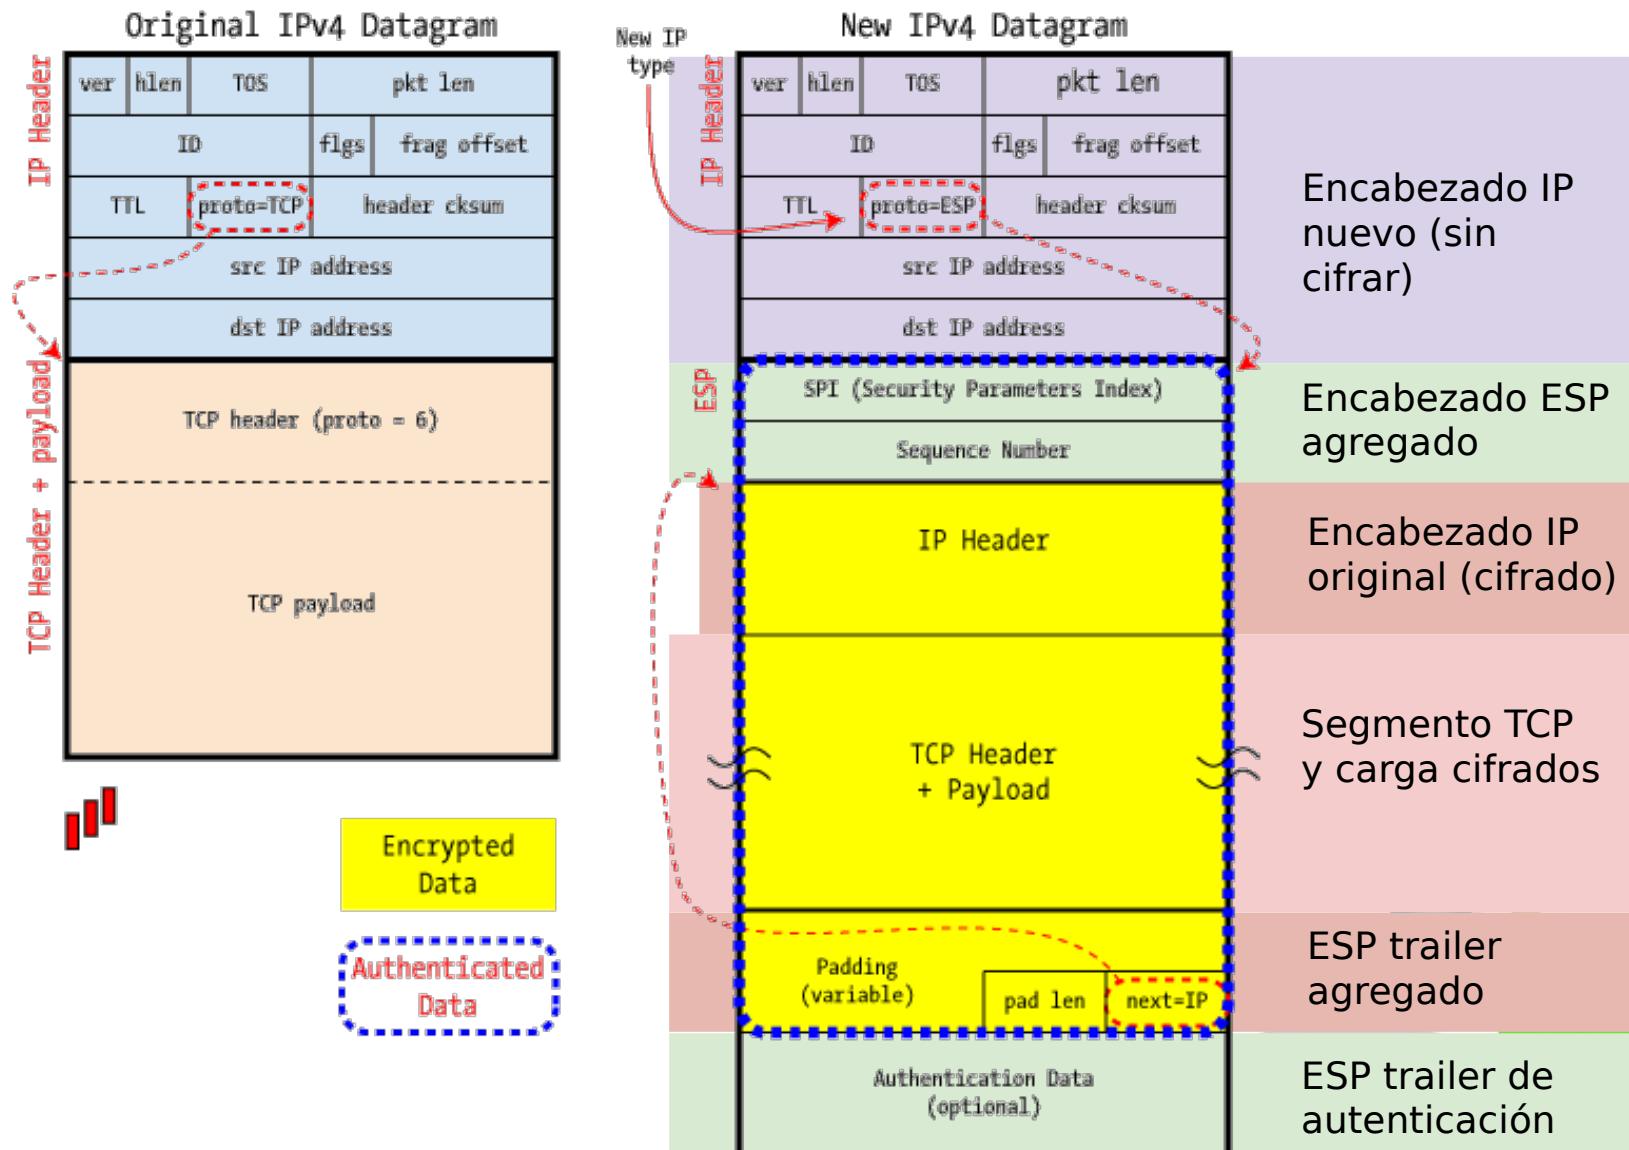 Original IPv4 Datagram
IP Header
ver hlen TOS pkt len
ID flgs frag offset
TTL proto=TCP header cksum
src IP address
dst IP address
TCP Header + payload
TCP header (proto = 6)
TCP payload
Encrypted
Data
Authenticated
Data
New IPv4 Datagram
New IP
type
IP Header
ver hlen TOS pkt len
ID flgs frag offset
TTL proto=ESP header cksum
src IP address
dst IP address
ESP
SPI (Security Parameters Index)
Sequence Number
IP Header
TCP Header
+ Payload
Padding
(variable)
pad len next=IP
Authentication Data
(optional)
Encabezado IP
nuevo (sin
cifrar)
Encabezado ESP
agregado
Encabezado IP
original (cifrado)
Segmento TCP
y carga cifrados
ESP trailer
agregado
ESP trailer de
autenticación